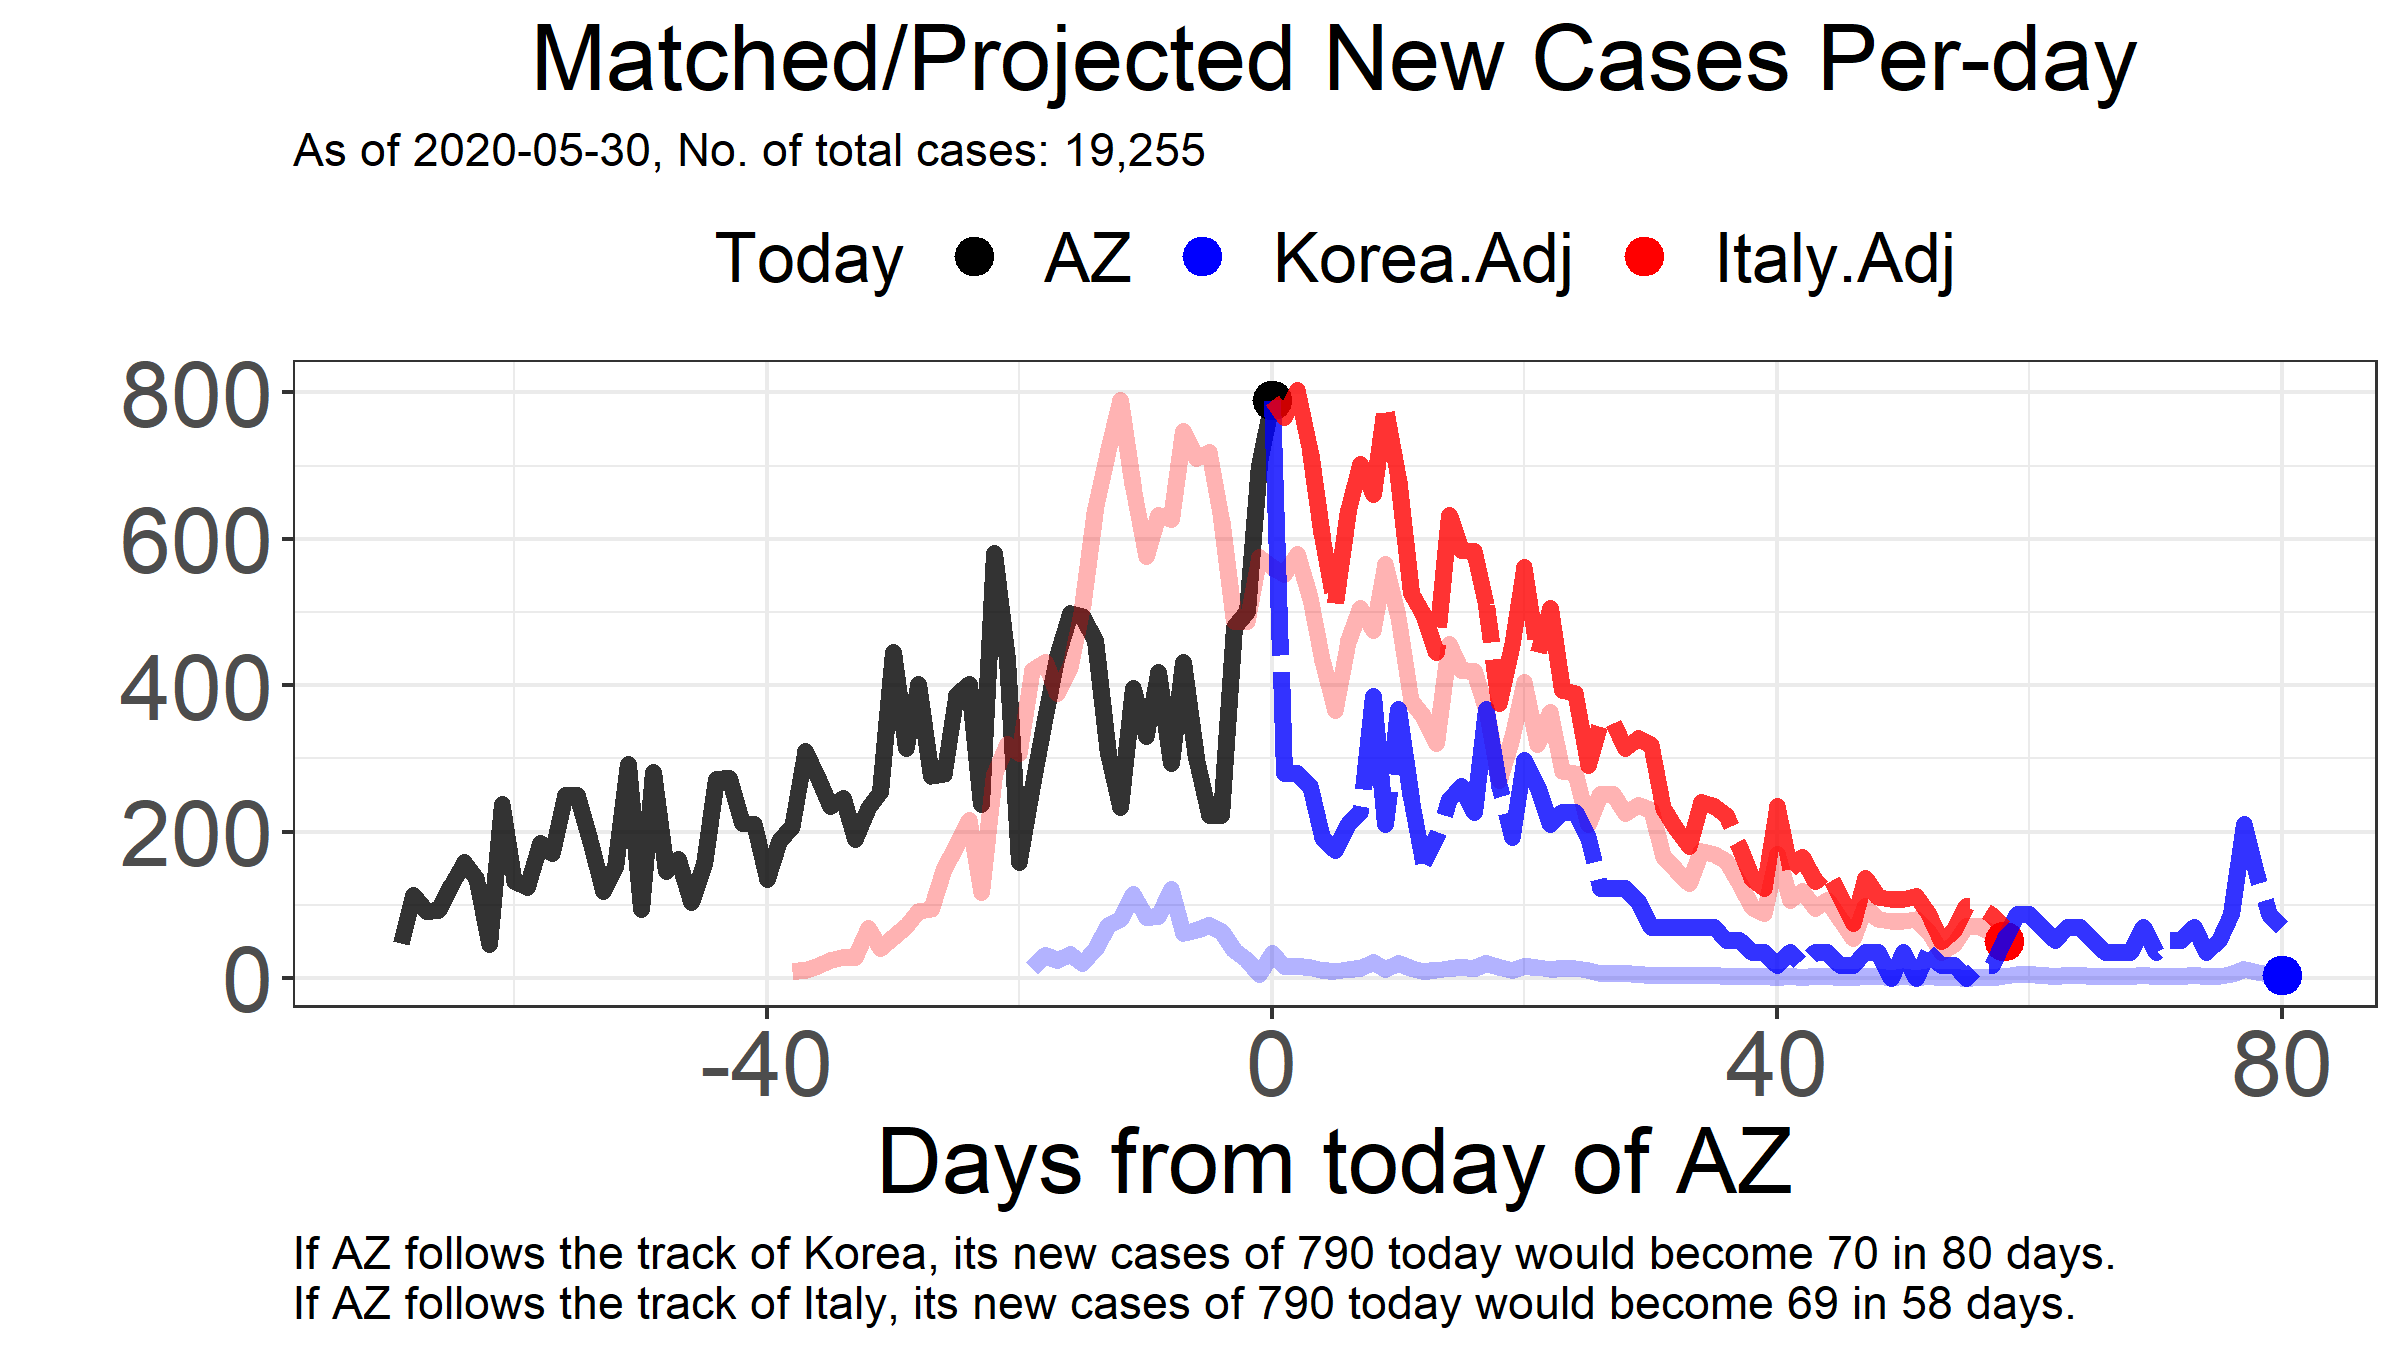 Matched/Projected New Cases Per-day
As of 2020-05-30, No. of total cases: 19,255
Today AZ Korea.Adj Italy.Adj
800
600
400
200
0
-40 0 40 80
Days from today of AZ
If AZ follows the track of Korea, its new cases of 790 today would become 70 in 80 days.
If AZ follows the track of Italy, its new cases of 790 today would become 69 in 58 days.